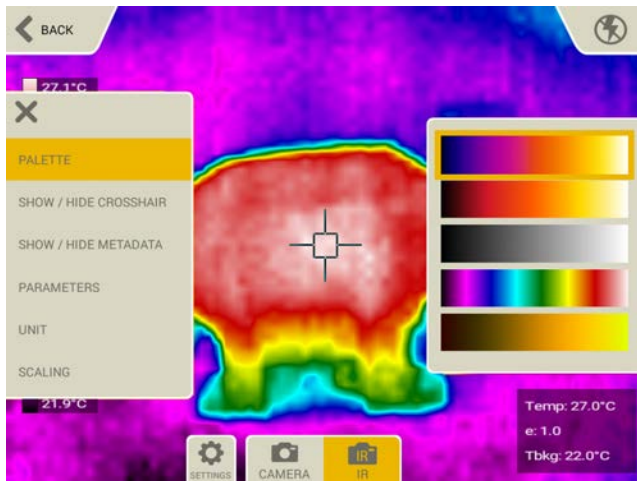 BACK
27.1°C
PALETTE
SHOW / HIDE CROSSHAIR
SHOW / HIDE METADATA
PARAMETERS
UNIT
SCALING
21.9°C
Temp: 27.0°C
e: 1.0
Tbkg: 22.0°C
SETTINGS
CAMERA
IR
IR